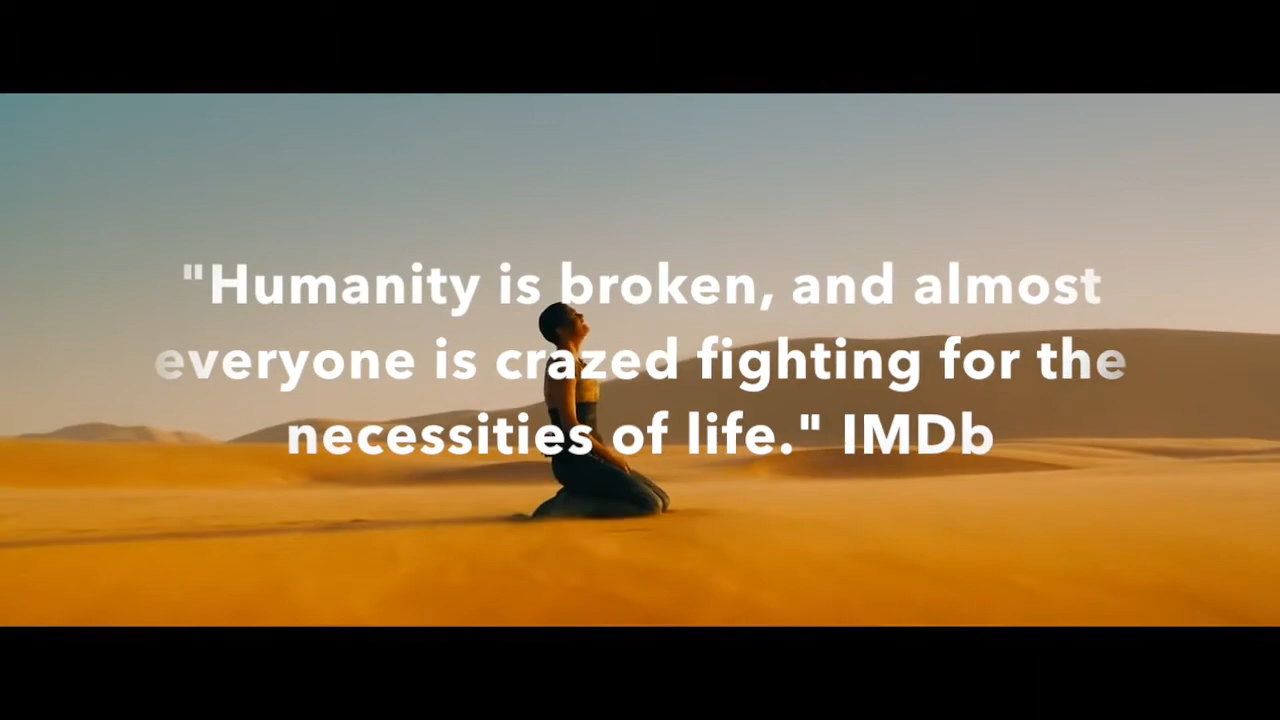 "Humanity is broken, and almost
everyone is crazed fighting for the
necessities of life." IMDb